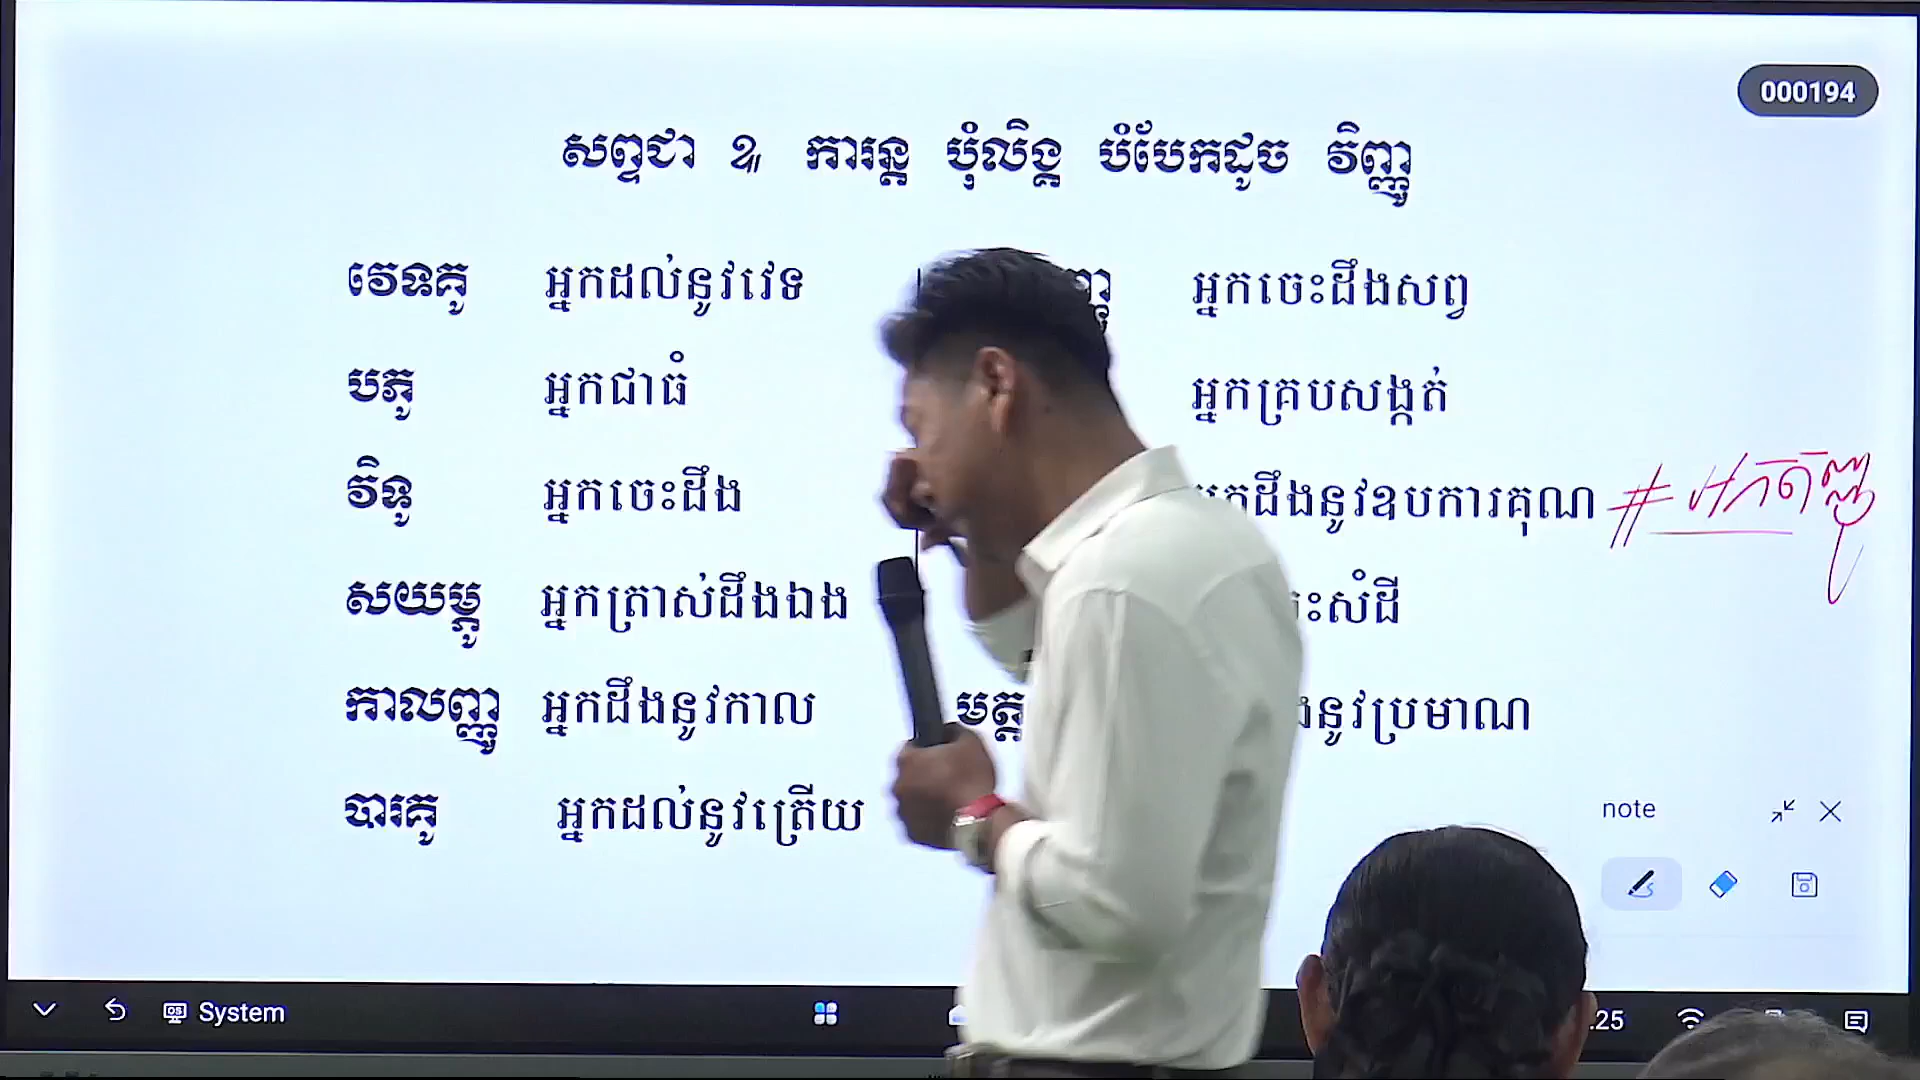 000194
សព្ទជា ឩ ការន្ត បុំលិង្គ បំបែកដូច វិញ្ញូ
វេទគូ អ្នកដល់នូវវេទ អ្នកចេះដឹងសព្វ
បភូ អ្នកជាធំ អ្នកគ្របសង្កត់
វិទូ អ្នកចេះដឹង អ្នកដឹងនូវឧបការគុណ #
សយម្ភូ អ្នកត្រាស់ដឹងឯង ចេះសំដី
កាលញ្ញូ អ្នកដឹងនូវកាល មត្ត ដឹងនូវប្រមាណ
បារគូ អ្នកដល់នូវត្រើយ
note
System .25